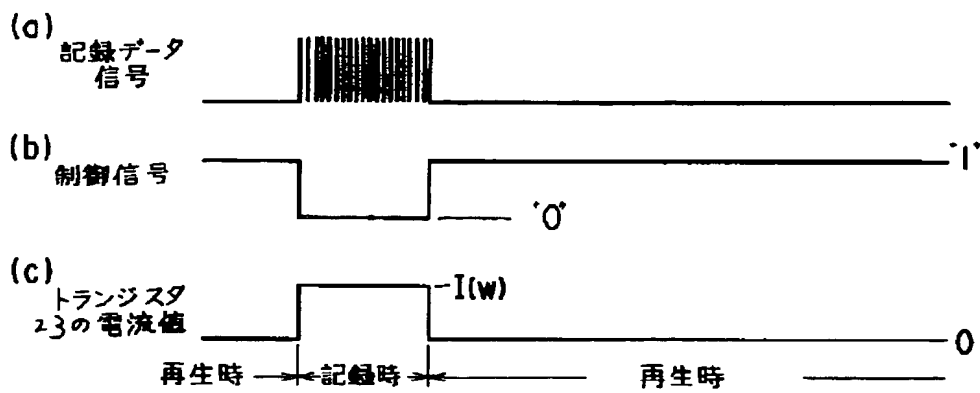 (a)
記録データ
信号
(b)
制御信号
"1"
"0"
(c)
トランジスタ
23の電流値
I(w)
0
再生時
記録時
再生時